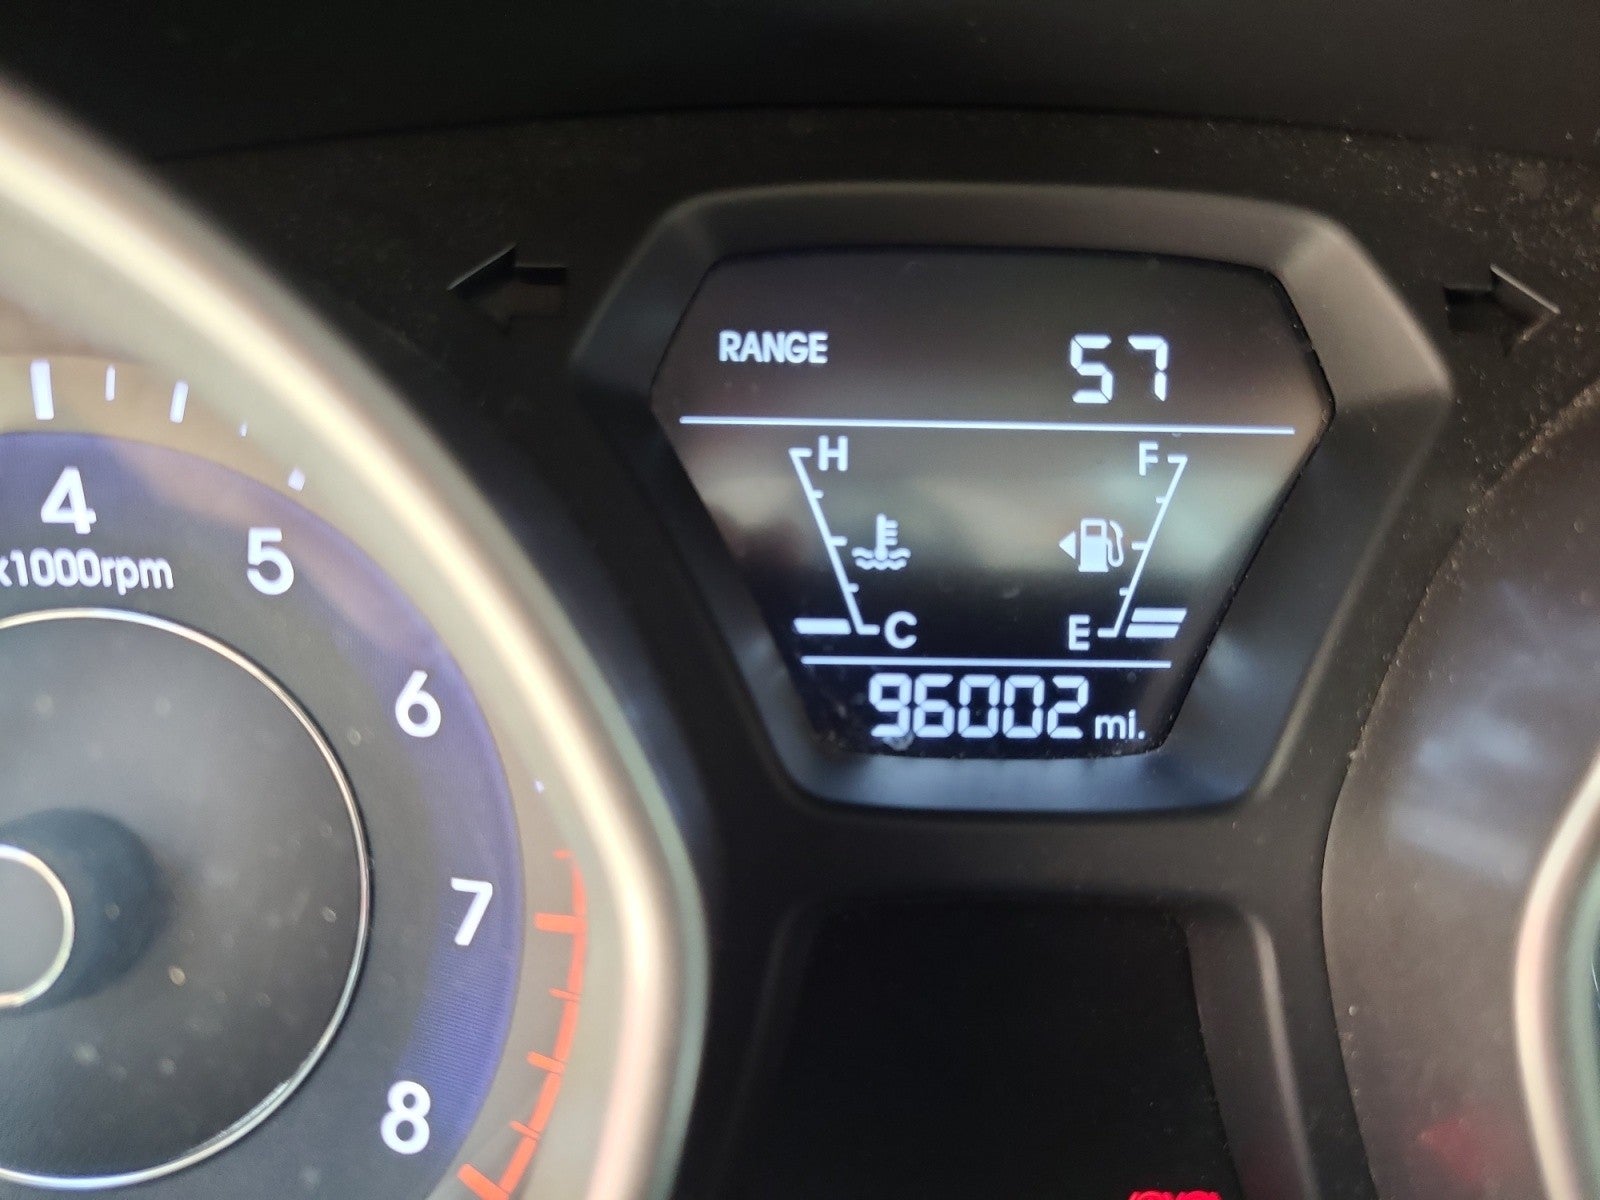 RANGE 57
H F
C E
96002 mi.
4
x1000rpm
5
6
7
8